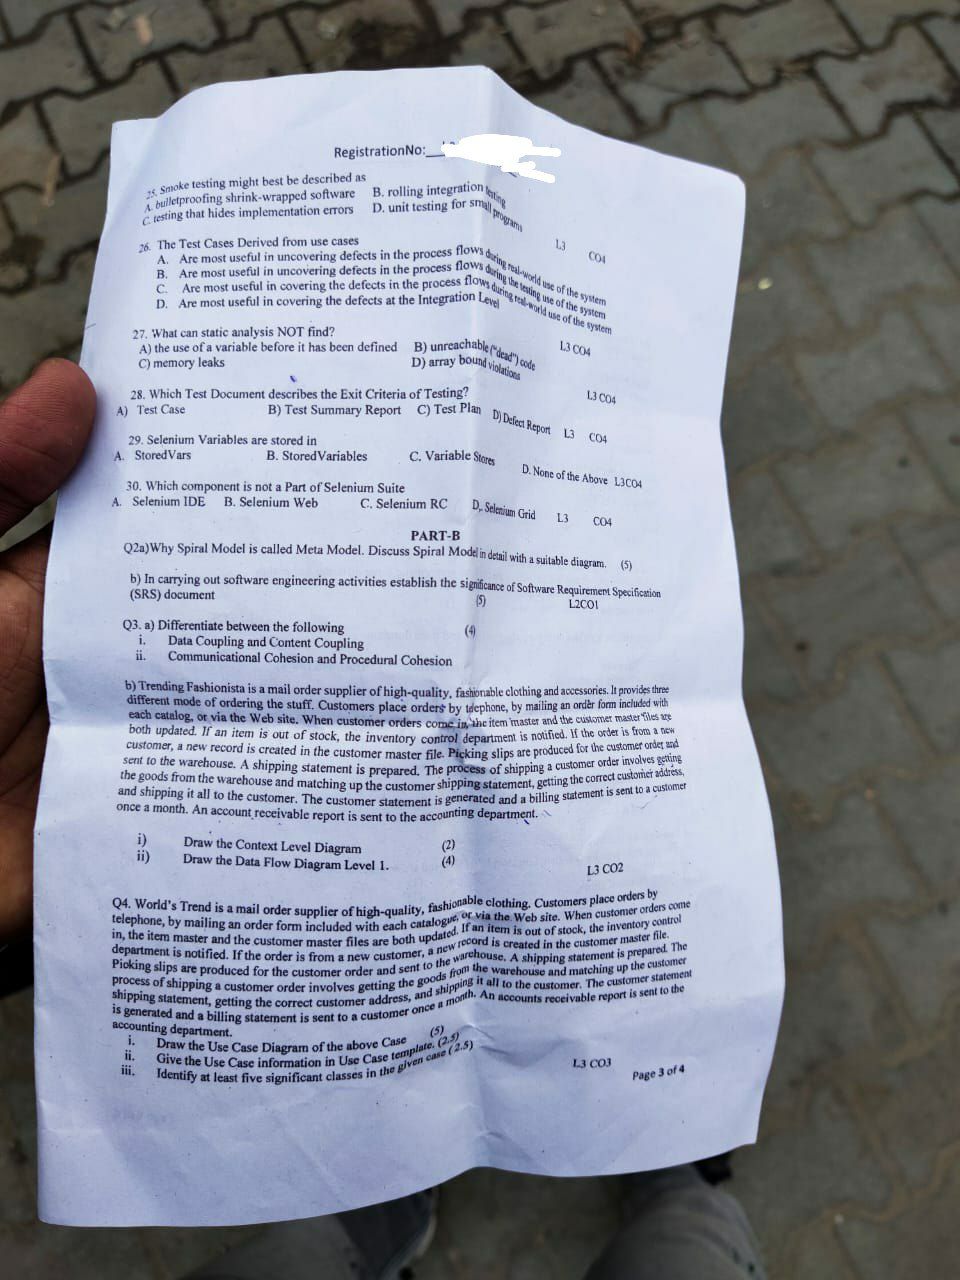 RegistrationNo:
25. Smoke testing might best be described as
A. bulletproofing shrink-wrapped software B. rolling integration testing
C. testing that hides implementation errors D. unit testing for small programs
L3 CO4
26. The Test Cases Derived from use cases
A. Are most useful in uncovering defects in the process flows during real-world use of the system
B. Are most useful in uncovering defects in the process flows during the testing use of the system
C. Are most useful in covering the defects in the process flows during real-world use of the system
D. Are most useful in covering the defects at the Integration Level
L3 CO4
27. What can static analysis NOT find?
A) the use of a variable before it has been defined B) unreachable ("dead") code
C) memory leaks D) array bound violations
L3 CO4
28. Which Test Document describes the Exit Criteria of Testing?
A) Test Case B) Test Summary Report C) Test Plan D) Defect Report L3 CO4
29. Selenium Variables are stored in
A. StoredVars B. StoredVariables C. Variable Stores D. None of the Above L3CO4
30. Which component is not a Part of Selenium Suite
A. Selenium IDE B. Selenium Web C. Selenium RC D. Selenium Grid L3 CO4
PART-B
Q2a)Why Spiral Model is called Meta Model. Discuss Spiral Model in detail with a suitable diagram. (5)
b) In carrying out software engineering activities establish the significance of Software Requirement Specification
(SRS) document (5) L2CO1
Q3. a) Differentiate between the following (4)
i. Data Coupling and Content Coupling
ii. Communicational Cohesion and Procedural Cohesion
b) Trending Fashionista is a mail order supplier of high-quality, fashionable clothing and accessories. It provides three
different mode of ordering the stuff. Customers place orders by telephone, by mailing an order form included with
each catalog, or via the Web site. When customer orders come in, the item master and the customer master files are
both updated. If an item is out of stock, the inventory control department is notified. If the order is from a new
customer, a new record is created in the customer master file. Picking slips are produced for the customer order and
sent to the warehouse. A shipping statement is prepared. The process of shipping a customer order involves getting
the goods from the warehouse and matching up the customer shipping statement, getting the correct customer address,
and shipping it all to the customer. The customer statement is generated and a billing statement is sent to a customer
once a month. An account receivable report is sent to the accounting department.
i) Draw the Context Level Diagram (2)
ii) Draw the Data Flow Diagram Level 1. (4)
L3 CO2
Q4. World's Trend is a mail order supplier of high-quality, fashionable clothing. Customers place orders by
telephone, by mailing an order form included with each catalogue, or via the Web site. When customer orders come
in, the item master and the customer master files are both updated. If an item is out of stock, the inventory control
department is notified. If the order is from a new customer, a new record is created in the customer master file.
Picking slips are produced for the customer order and sent to the warehouse. A shipping statement is prepared. The
process of shipping a customer order involves getting the goods from the warehouse and matching up the customer
shipping statement, getting the correct customer address, and shipping it all to the customer. The customer statement
is generated and a billing statement is sent to a customer once a month. An accounts receivable report is sent to the
accounting department.
i. Draw the Use Case Diagram of the above Case (5)
ii. Give the Use Case information in Use Case template. (2.5)
iii. Identify at least five significant classes in the given case (2.5)
L3 CO3
Page 3 of 4